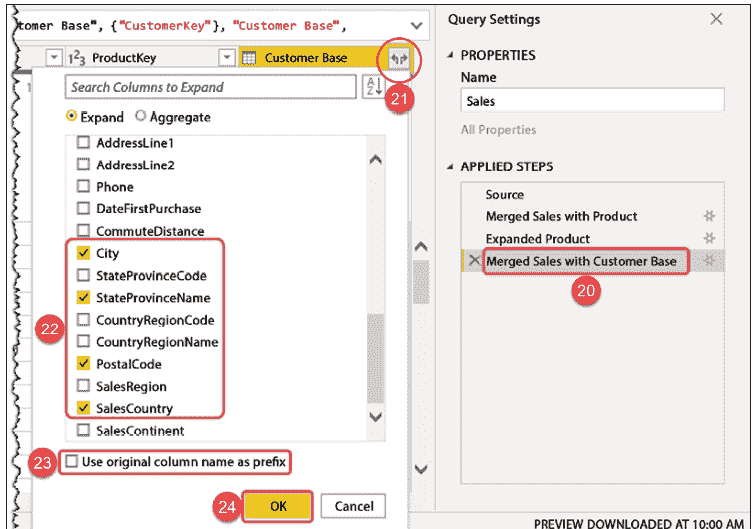 tomer Base", {"CustomerKey"}, "Customer Base",
1²3 ProductKey
Customer Base
1
Search Columns to Expand
A
Z
21
Expand
Aggregate
AddressLine1
AddressLine2
Phone
DateFirstPurchase
CommuteDistance
City
StateProvinceCode
StateProvinceName
CountryRegionCode
CountryRegionName
PostalCode
SalesRegion
SalesCountry
SalesContinent
22
23
Use original column name as prefix
24
OK
Cancel
Query Settings
PROPERTIES
Name
Sales
All Properties
APPLIED STEPS
Source
Merged Sales with Product
Expanded Product
Merged Sales with Customer Base
20
PREVIEW DOWNLOADED AT 10:00 AM